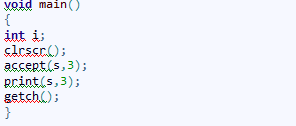 void main()
{
int i;
clrscr();
accept(s,3);
print(s,3);
getch();
}